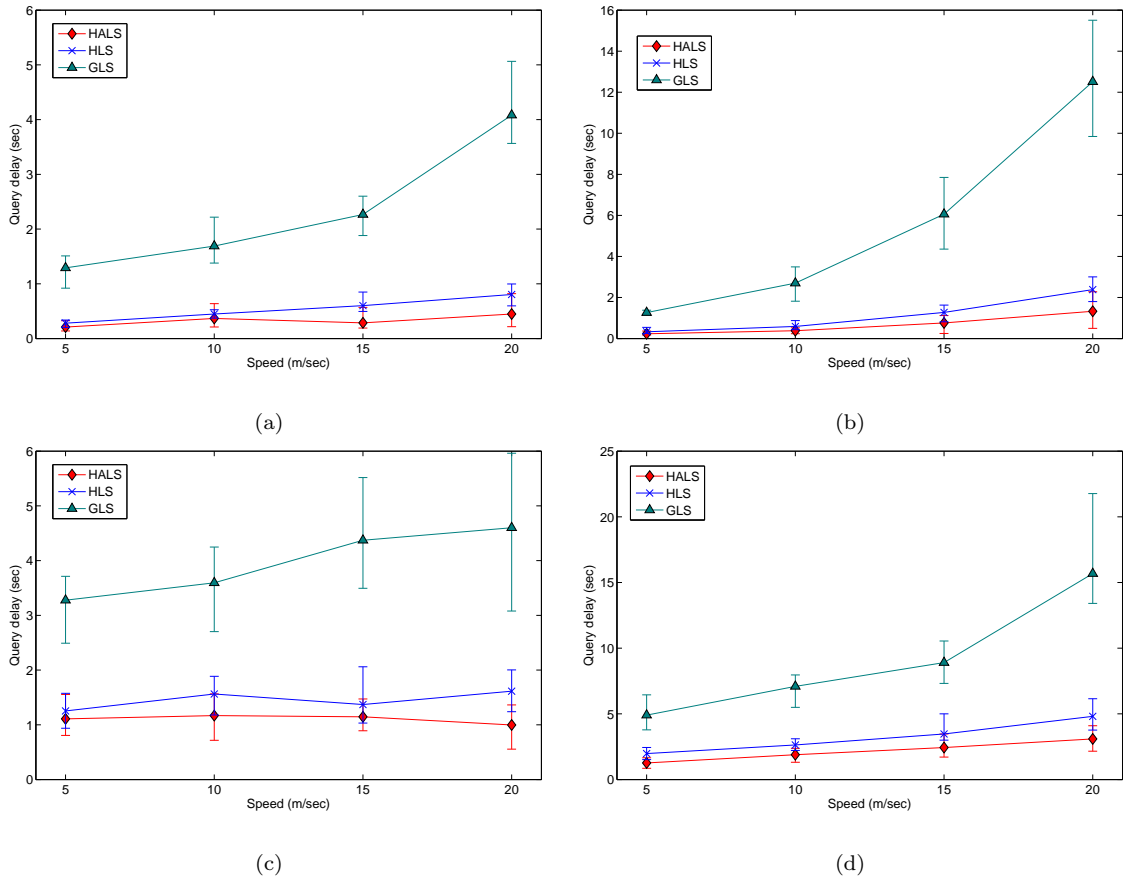 6
5
4
3
2
1
0
Query delay (sec)
HALS
HLS
GLS
5 10 15 20
Speed (m/sec)
(a)
16
14
12
10
8
6
4
2
0
Query delay (sec)
HALS
HLS
GLS
5 10 15 20
Speed (m/sec)
(b)
6
5
4
3
2
1
0
Query delay (sec)
HALS
HLS
GLS
5 10 15 20
Speed (m/sec)
(c)
25
20
15
10
5
0
Query delay (sec)
HALS
HLS
GLS
5 10 15 20
Speed (m/sec)
(d)